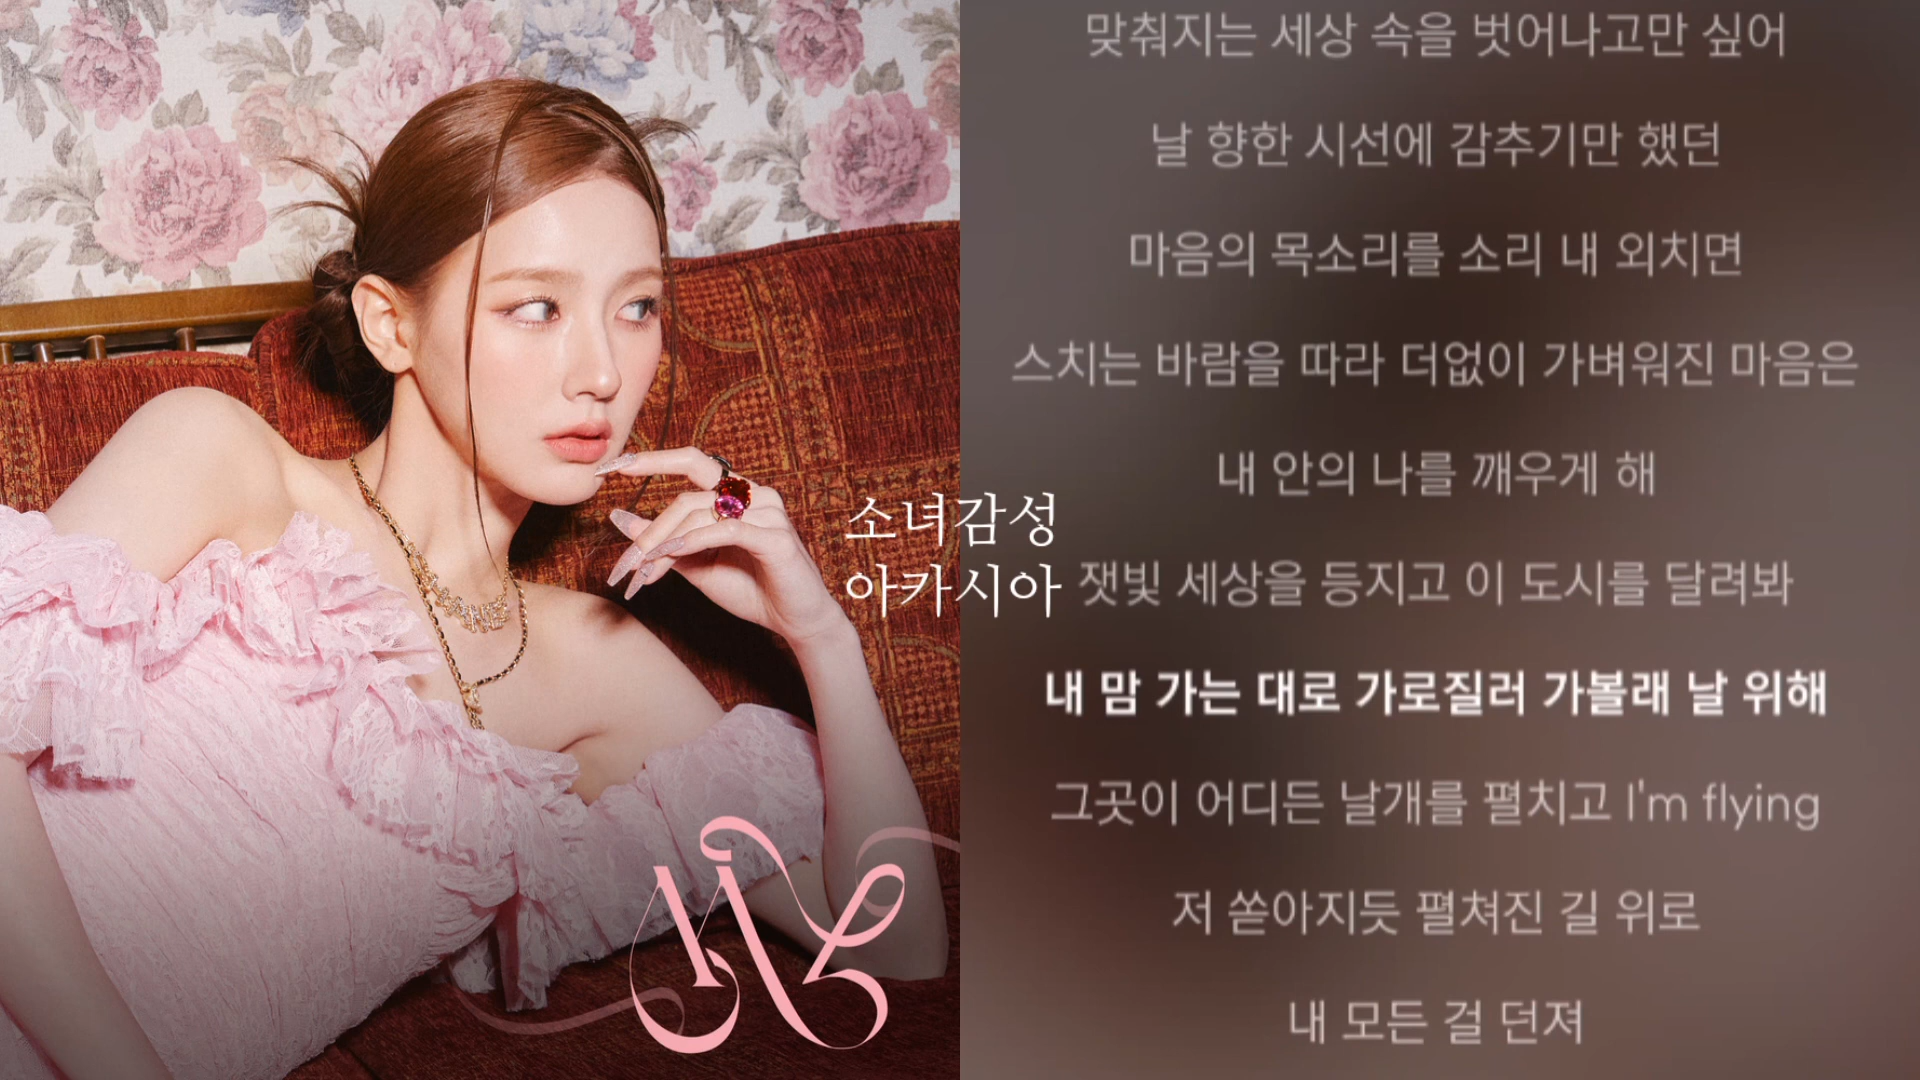 맞춰지는 세상 속을 벗어나고만 싶어
날 향한 시선에 감추기만 했던
마음의 목소리를 소리 내 외치면
스치는 바람을 따라 더없이 가벼워진 마음은
내 안의 나를 깨우게 해
소녀감성
아카시아
잿빛 세상을 등지고 이 도시를 달려봐
내 맘 가는 대로 가로질러 가볼래 날 위해
그곳이 어디든 날개를 펼치고 I'm flying
저 쏟아지듯 펼쳐진 길 위로
내 모든 걸 던져